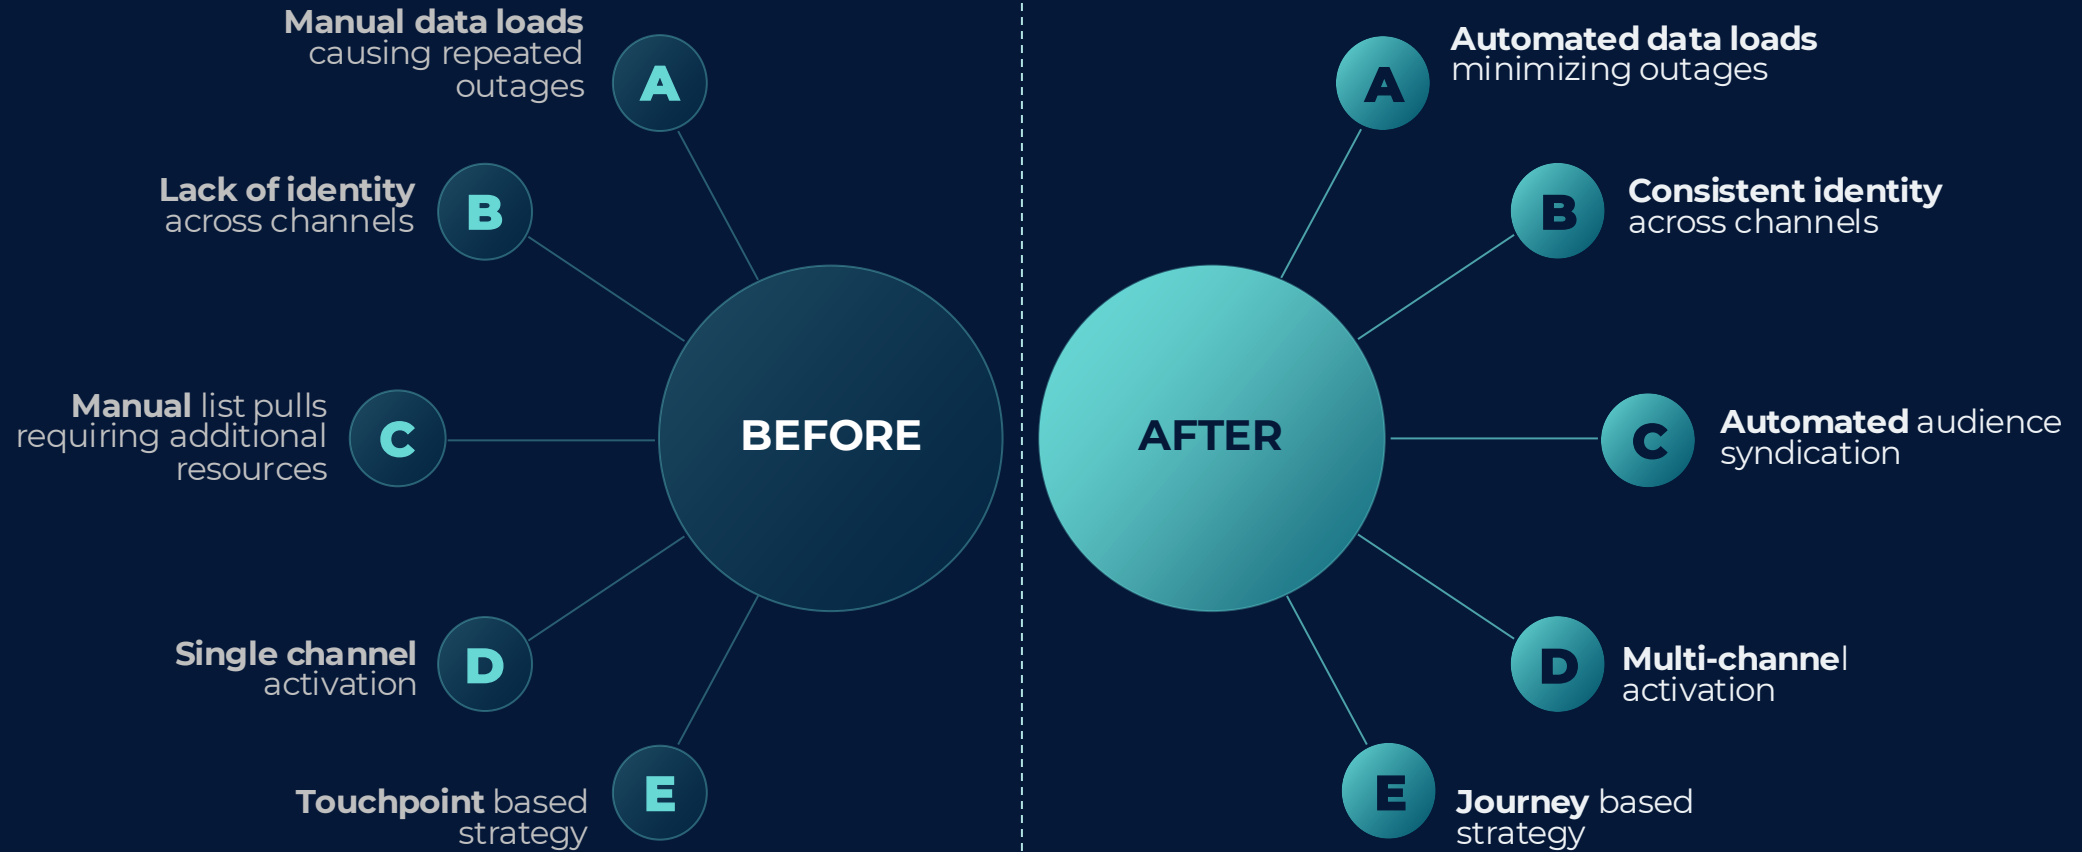 Manual data loads
causing repeated
outages
A
Lack of identity
across channels
B
Manual list pulls
requiring additional
resources
C
Single channel
activation
D
Touchpoint based
strategy
E
BEFORE
AFTER
A
Automated data loads
minimizing outages
B
Consistent identity
across channels
C
Automated audience
syndication
D
Multi-channel
activation
E
Journey based
strategy